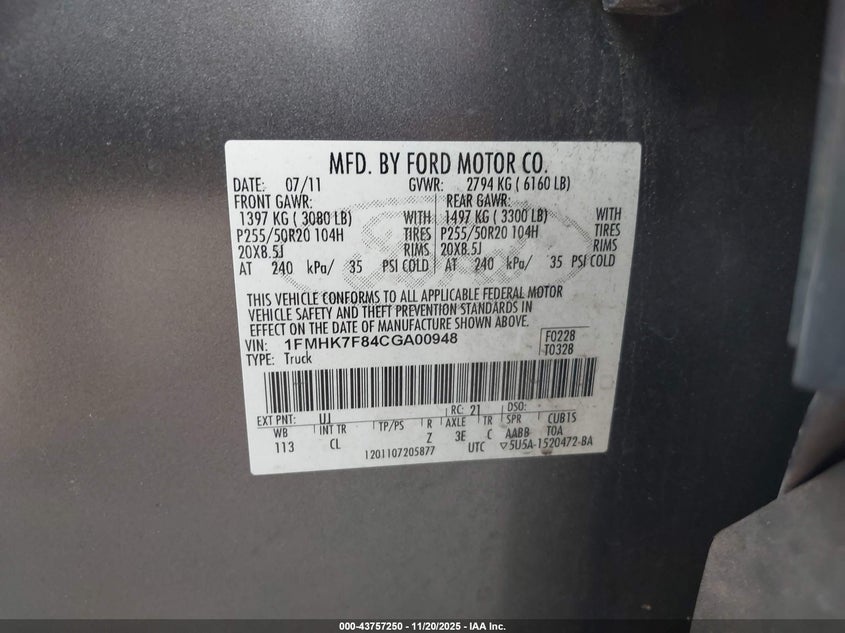 MFD. BY FORD MOTOR CO.
DATE: 07/11 GVWR: 2794 KG ( 6160 LB)
FRONT GAWR: REAR GAWR:
1397 KG ( 3080 LB) WITH 1497 KG ( 3300 LB) WITH
P255/50R20 104H TIRES P255/50R20 104H TIRES
20X8.5J RIMS 20X8.5J RIMS
AT 240 kPa/ 35 PSI COLD AT 240 kPa/ 35 PSI COLD
THIS VEHICLE CONFORMS TO ALL APPLICABLE FEDERAL MOTOR
VEHICLE SAFETY AND THEFT PREVENTION STANDARDS IN
EFFECT ON THE DATE OF MANUFACTURE SHOWN ABOVE.
VIN: 1FMHK7F84CGA00948 F0228
TYPE: Truck T0328
EXT PNT: UJ RC: 21 DSO:
WB INT TR TP/PS R AXLE TR SPR CUB1S
113 CL Z 3E C AABB TOA
1201107205877 UTC ▽5U5A-1520472-BA
000-43757250 - 11/20/2025 - IAA Inc.